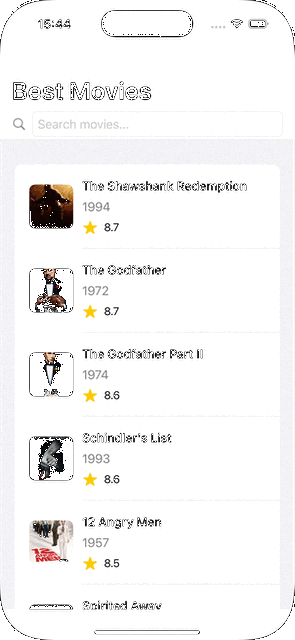 15:44
Best Movies
Search movies...
The Shawshank Redemption
1994
8.7
The Godfather
1972
8.7
The Godfather Part II
1974
8.6
Schindler's List
1993
8.6
12 Angry Men
1957
8.5
Spirited Away